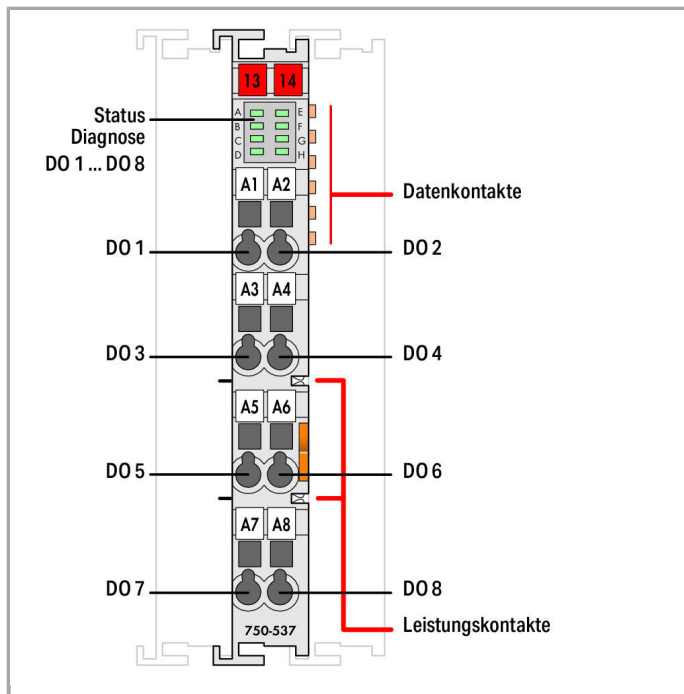 13 14
Status
Diagnose
DO 1 ... DO 8
A E
B F
C G
D H
Datenkontakte
A1 A2
DO 1 DO 2
A3 A4
DO 3 DO 4
A5 A6
DO 5 DO 6
A7 A8
DO 7 DO 8
Leistungskontakte
750-537